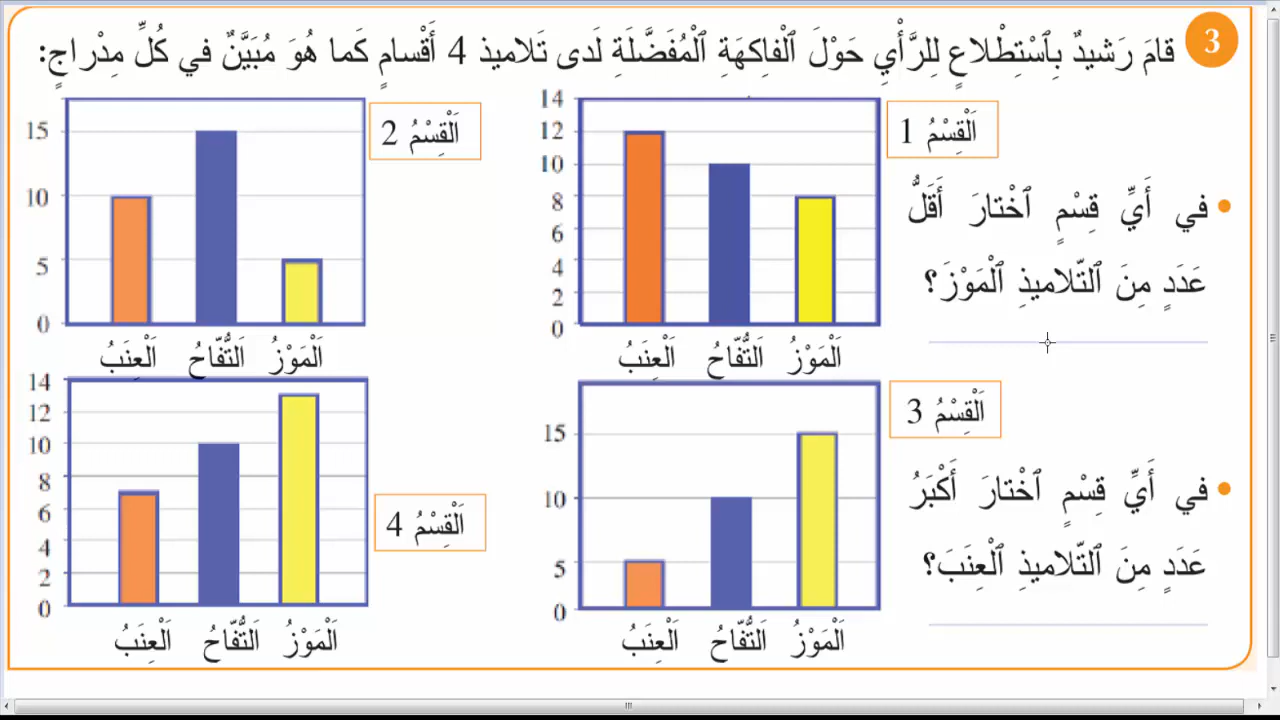 3
قامَ رَشيدٌ بِٱسْتِطْلاعٍ لِلرَّأْيِ حَوْلَ ٱلْفاكِهَةِ ٱلْمُفَضَّلَةِ لَدى تَلاميذ 4 أَقْسامٍ كَما هُوَ مُبَيَّنٌ في كُلِّ مِدْراجٍ:
اَلْقِسْمُ 1
14
12
10
8
6
4
2
0
اَلْمَوْزُ اَلتُّفّاحُ اَلْعِنَبُ
اَلْقِسْمُ 2
15
10
5
0
اَلْمَوْزُ اَلتُّفّاحُ اَلْعِنَبُ
في أَيِّ قِسْمٍ ٱخْتارَ أَقَلُّ
عَدَدٍ مِنَ ٱلتّلاميذِ ٱلْمَوْزَ؟
اَلْقِسْمُ 3
15
10
5
0
اَلْمَوْزُ اَلتُّفّاحُ اَلْعِنَبُ
اَلْقِسْمُ 4
14
12
10
8
6
4
2
0
اَلْمَوْزُ اَلتُّفّاحُ اَلْعِنَبُ
في أَيِّ قِسْمٍ ٱخْتارَ أَكْبَرُ
عَدَدٍ مِنَ ٱلتّلاميذِ ٱلْعِنَبَ؟